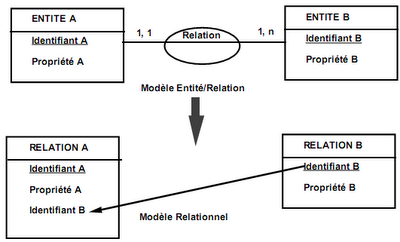 ENTITE A
Identifiant A
Propriété A
1, 1
Relation
1, n
ENTITE B
Identifiant B
Propriété B
Modèle Entité/Relation
RELATION A
Identifiant A
Propriété A
Identifiant B
RELATION B
Identifiant B
Propriété B
Modèle Relationnel